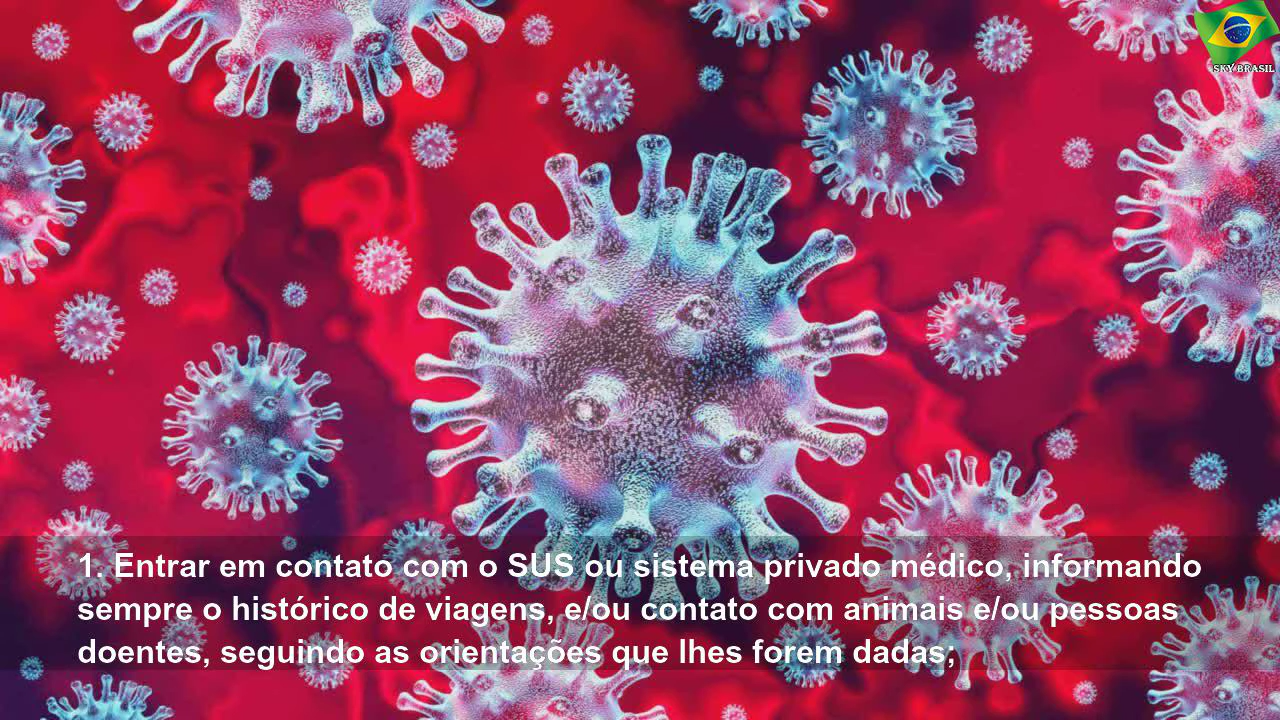 SKY BRASIL
1. Entrar em contato com o SUS ou sistema privado médico, informando
sempre o histórico de viagens, e/ou contato com animais e/ou pessoas
doentes, seguindo as orientações que lhes forem dadas;